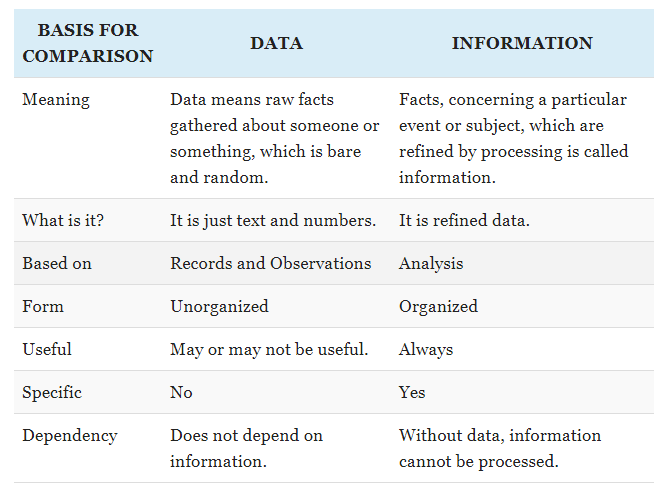 BASIS FOR
COMPARISON
DATA
INFORMATION
Meaning
Data means raw facts
gathered about someone or
something, which is bare
and random.
Facts, concerning a particular
event or subject, which are
refined by processing is called
information.
What is it?
It is just text and numbers.
It is refined data.
Based on
Records and Observations
Analysis
Form
Unorganized
Organized
Useful
May or may not be useful.
Always
Specific
No
Yes
Dependency
Does not depend on
information.
Without data, information
cannot be processed.